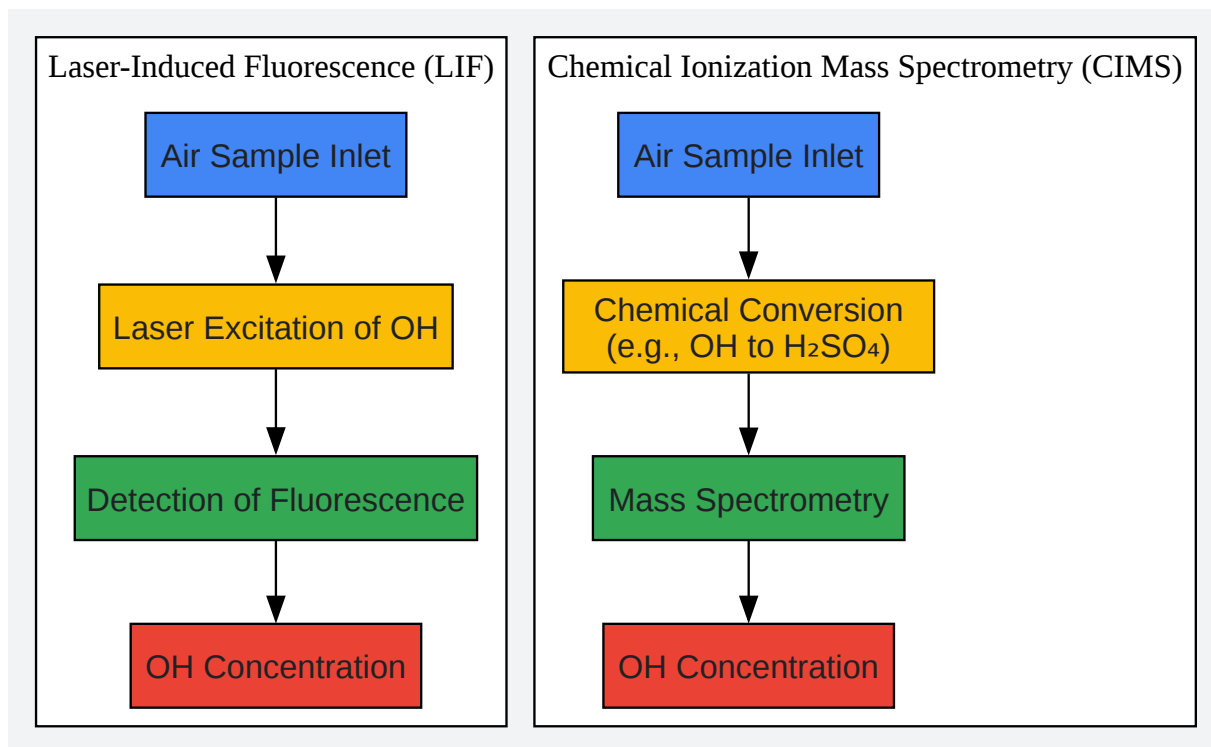 Laser-Induced Fluorescence (LIF)
Air Sample Inlet
Laser Excitation of OH
Detection of Fluorescence
OH Concentration
Chemical Ionization Mass Spectrometry (CIMS)
Air Sample Inlet
Chemical Conversion
(e.g., OH to H₂SO₄)
Mass Spectrometry
OH Concentration